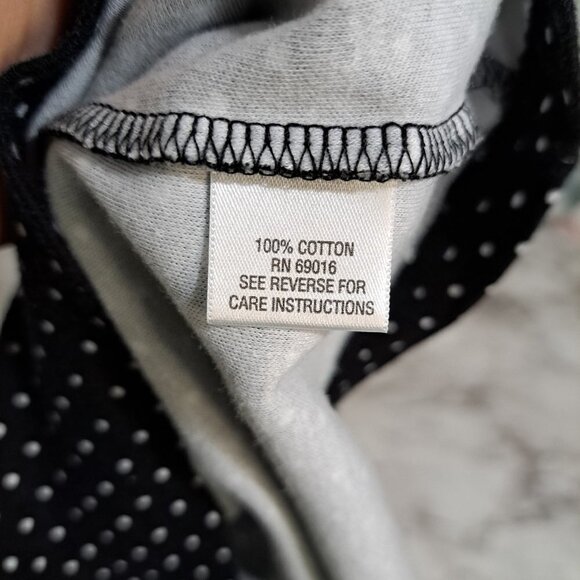 100% COTTON
RN 69016
SEE REVERSE FOR
CARE INSTRUCTIONS